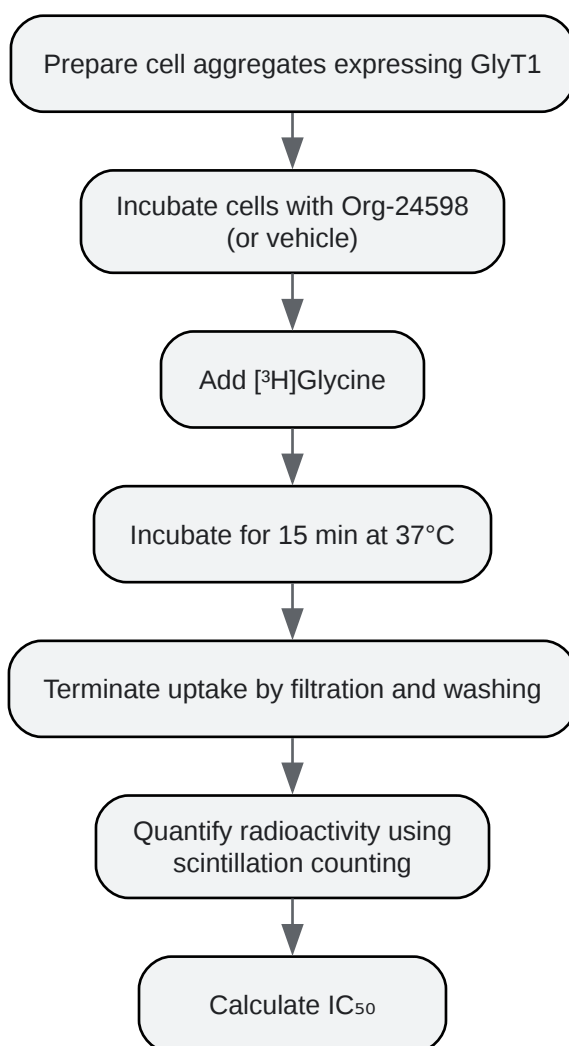 Prepare cell aggregates expressing GlyT1
Incubate cells with Org-24598
(or vehicle)
Add [³H]Glycine
Incubate for 15 min at 37°C
Terminate uptake by filtration and washing
Quantify radioactivity using
scintillation counting
Calculate IC₅₀